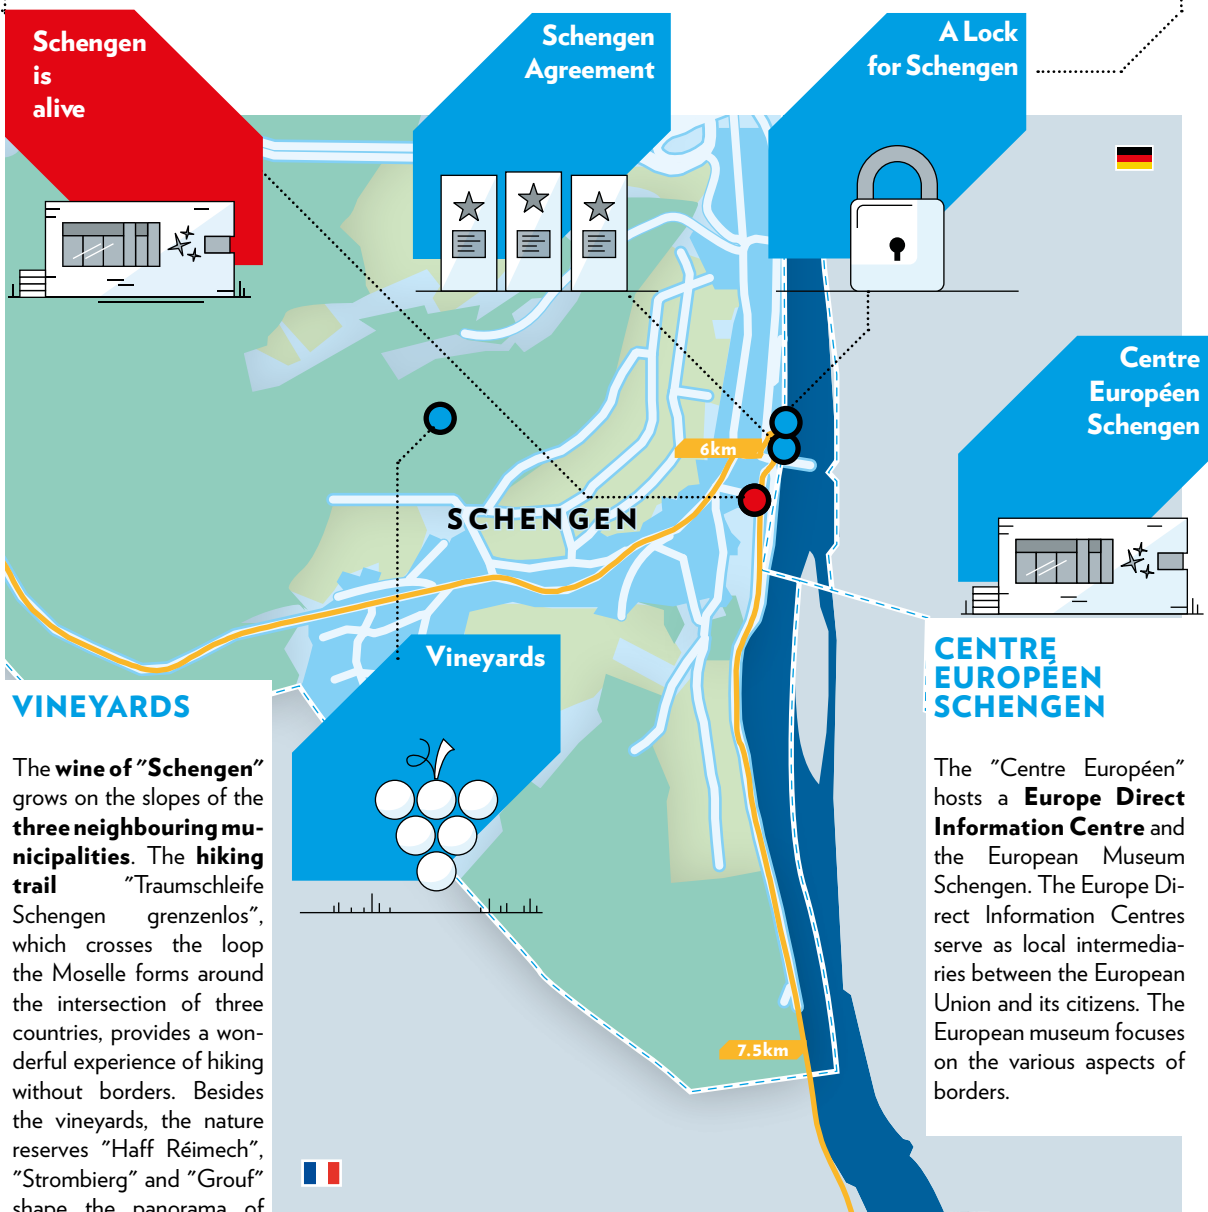 Schengen
is
alive
Schengen
Agreement
A Lock
for Schengen
Centre
Européen
Schengen
6km
SCHENGEN
Vineyards
7.5km
VINEYARDS
The wine of "Schengen"
grows on the slopes of the
three neighbouring mu-
nicipalities. The hiking
trail "Traumschleife
Schengen grenzenlos",
which crosses the loop
the Moselle forms around
the intersection of three
countries, provides a won-
derful experience of hiking
without borders. Besides
the vineyards, the nature
reserves "Haff Réimech",
"Strombierg" and "Grouf"
shape the panorama of
CENTRE
EUROPÉEN
SCHENGEN
The "Centre Européen"
hosts a Europe Direct
Information Centre and
the European Museum
Schengen. The Europe Di-
rect Information Centres
serve as local intermedia-
ries between the European
Union and its citizens. The
European museum focuses
on the various aspects of
borders.